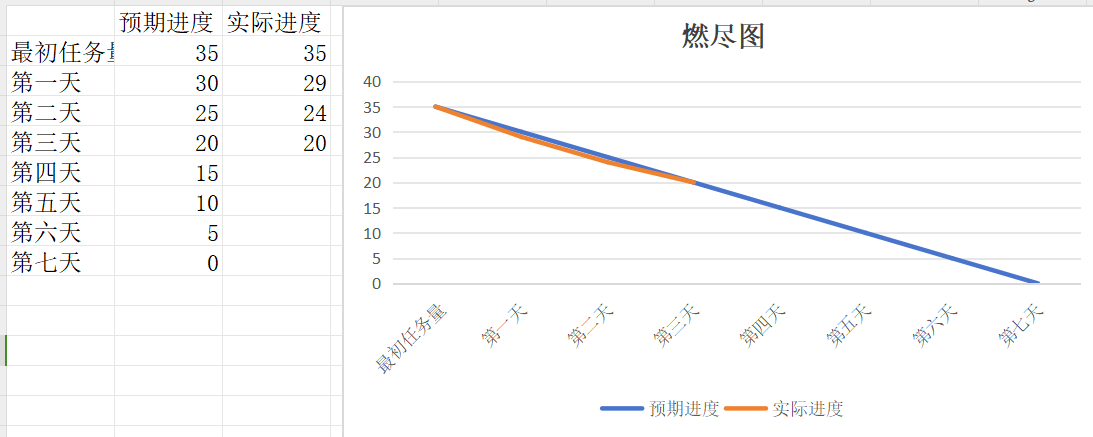 预期进度 实际进度
最初任务量 35 35
第一天 30 29
第二天 25 24
第三天 20 20
第四天 15
第五天 10
第六天 5
第七天 0
燃尽图
40
35
30
25
20
15
10
5
0
最初任务量 第一天 第二天 第三天 第四天 第五天 第六天 第七天
预期进度 实际进度